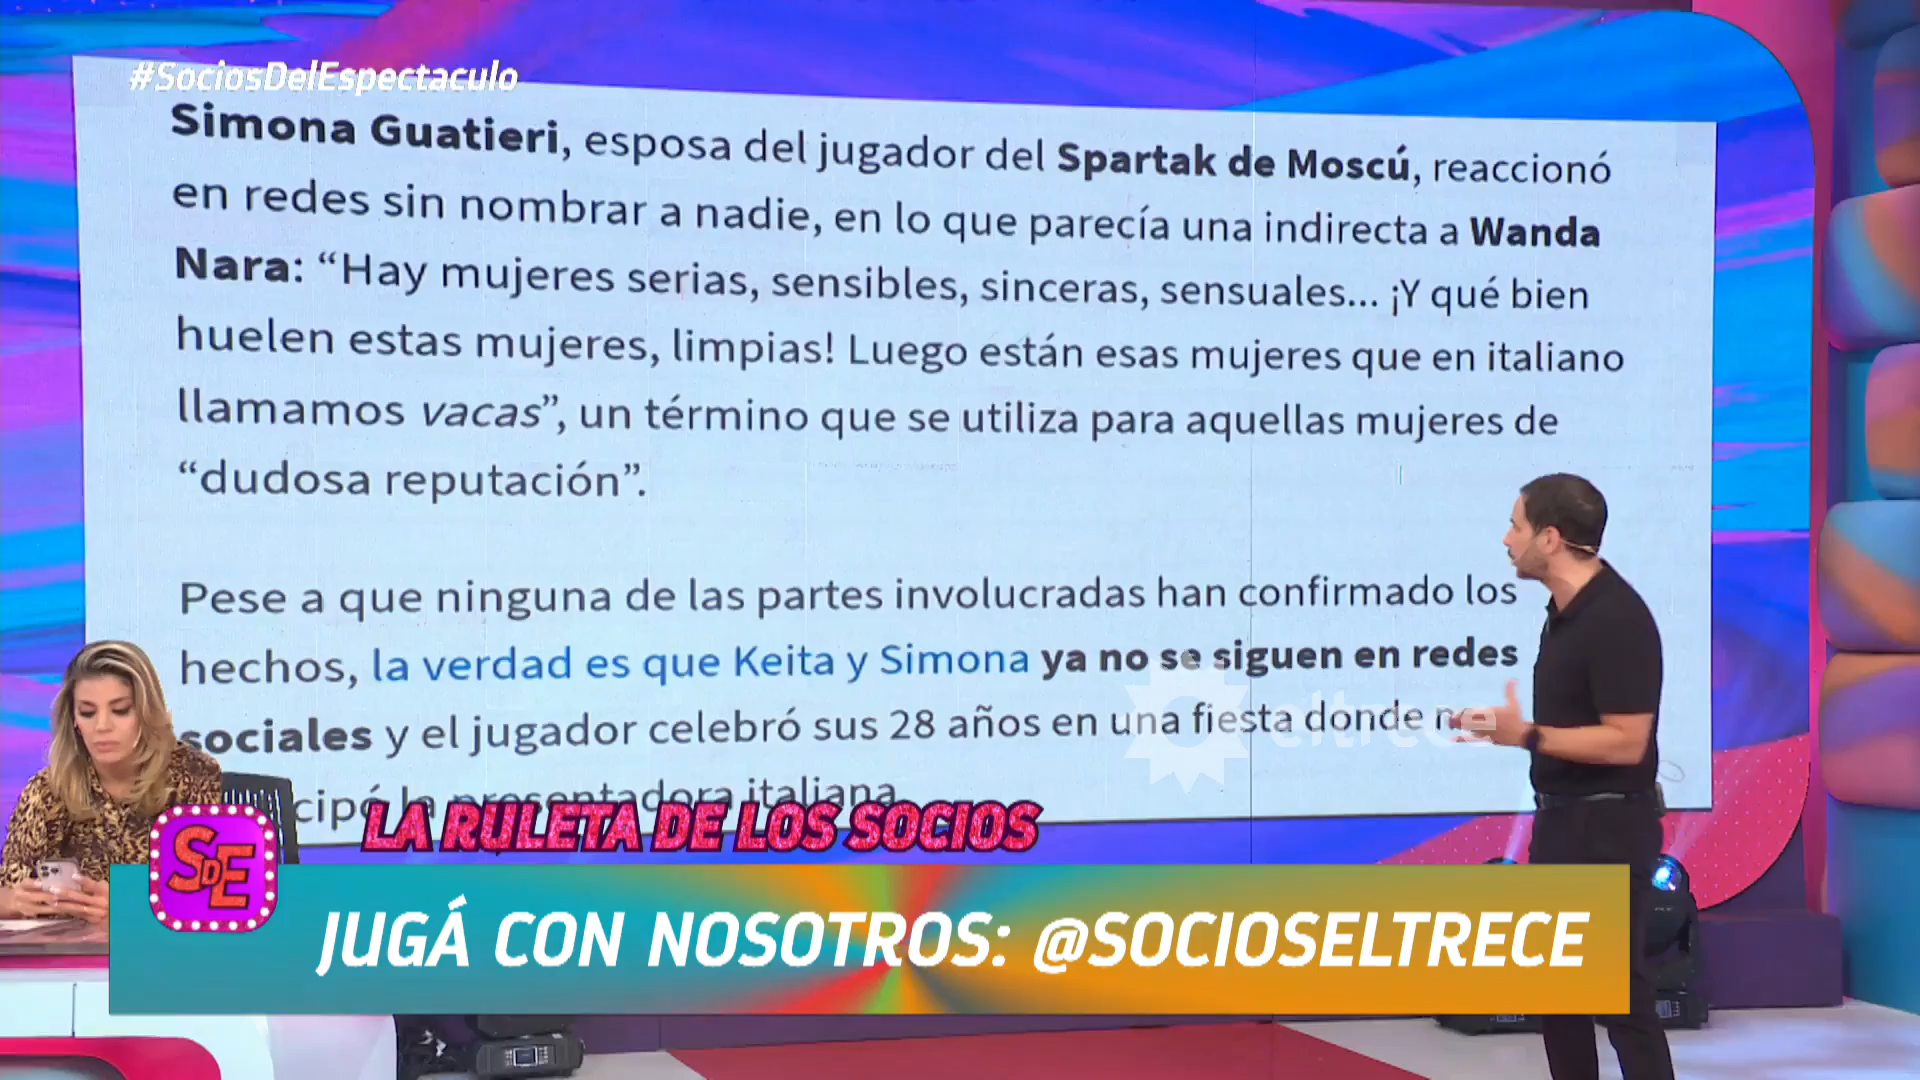 #SociosDelEspectaculo
Simona Guatieri, esposa del jugador del Spartak de Moscú, reaccionó
en redes sin nombrar a nadie, en lo que parecía una indirecta a Wanda
Nara: “Hay mujeres serias, sensibles, sinceras, sensuales... ¡Y qué bien
huelen estas mujeres, limpias! Luego están esas mujeres que en italiano
llamamos vacas”, un término que se utiliza para aquellas mujeres de
“dudosa reputación”.
Pese a que ninguna de las partes involucradas han confirmado los
hechos, la verdad es que Keita y Simona ya no se siguen en redes
sociales y el jugador celebró sus 28 años en una fiesta donde
la presentadora italiana
eltrece
LA RULETA DE LOS SOCIOS
SDE
JUGÁ CON NOSOTROS: @SOCIOSELTRECE